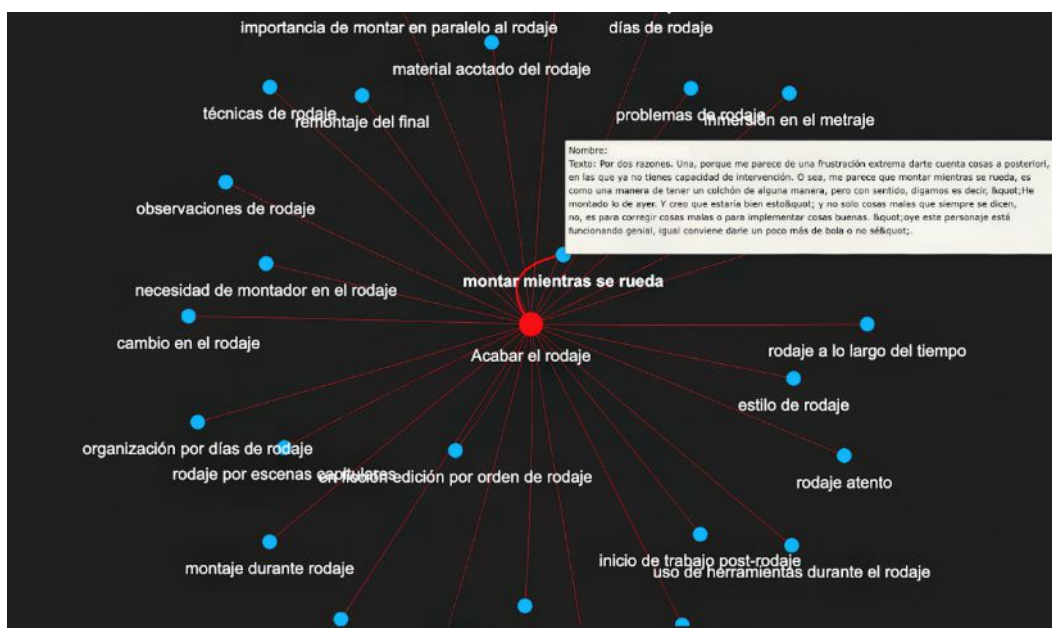 importancia de montar en paralelo al rodaje
días de rodaje
material acotado del rodaje
técnicas de rodaje
remontaje del final
problemas de rodaje
inmersión en el metraje
Nombre:
Texto: Por dos razones. Una, porque me parece de una frustración extrema darte cuenta cosas a posteriori,
en las que ya no tienes capacidad de intervención. O sea, me parece que montar mientras se rueda, es
como una manera de tener un colchón de alguna manera, pero con sentido, digamos es decir, &quot;He
montado lo de ayer. Y creo que estaría bien esto&quot; y no solo cosas malas que siempre se dicen,
no, es para corregir cosas malas o para implementar cosas buenas. &quot;oye este personaje está
funcionando genial, igual conviene darle un poco más de bola o no sé&quot;.
observaciones de rodaje
necesidad de montador en el rodaje
montar mientras se rueda
cambio en el rodaje
Acabar el rodaje
rodaje a lo largo del tiempo
estilo de rodaje
organización por días de rodaje
rodaje por escenas capitulares
en ficción edición por orden de rodaje
rodaje atento
montaje durante rodaje
inicio de trabajo post-rodaje
uso de herramientas durante el rodaje